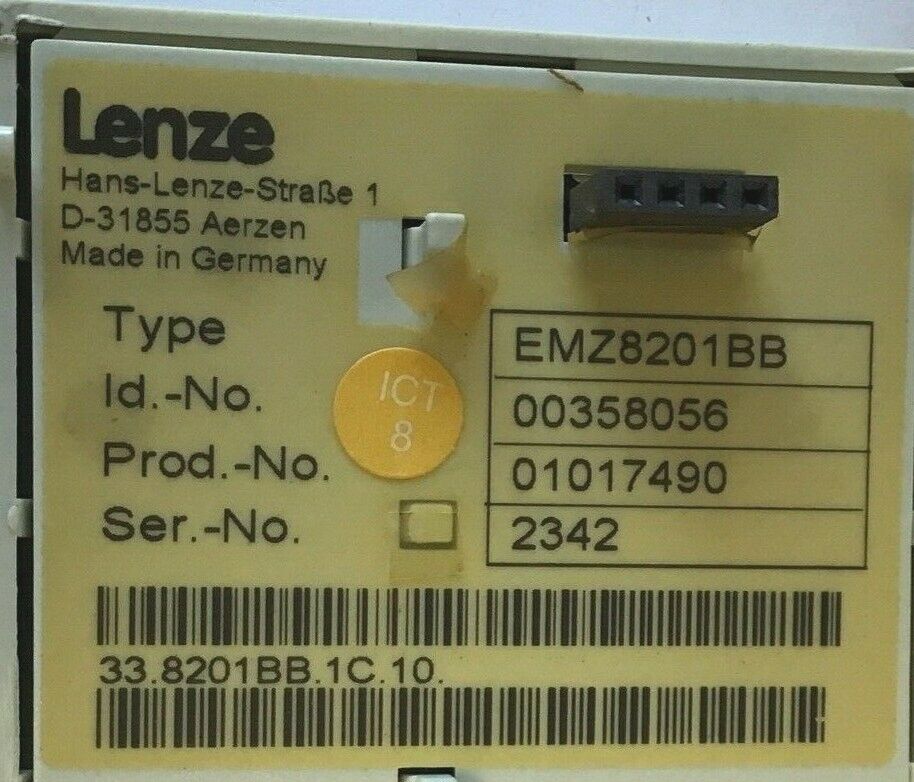 Lenze
Hans-Lenze-Straße 1
D-31855 Aerzen
Made in Germany
Type EMZ8201BB
Id.-No. 00358056
Prod.-No. 01017490
Ser.-No. 2342
ICT
8
33.8201BB.1C.10.